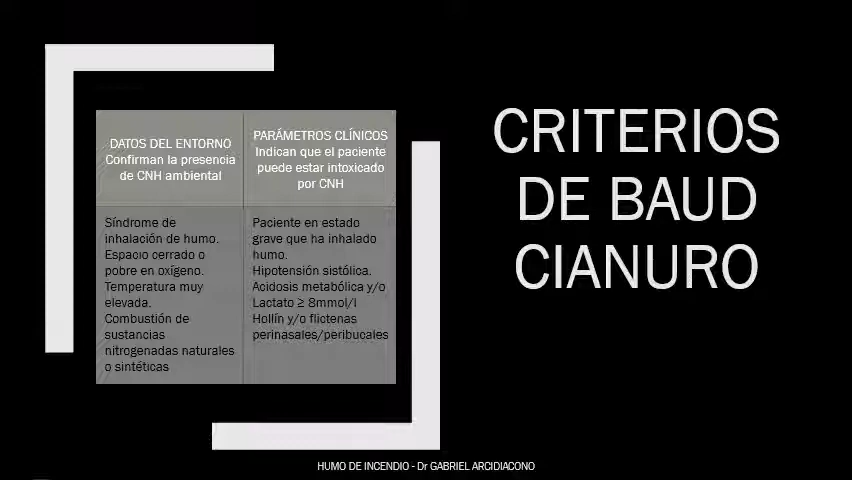 DATOS DEL ENTORNO
Confirman la presencia
de CNH ambiental
PARÁMETROS CLÍNICOS
Indican que el paciente
puede estar intoxicado
por CNH
Síndrome de
inhalación de humo.
Espacio cerrado o
pobre en oxígeno.
Temperatura muy
elevada.
Combustión de
sustancias
nitrogenadas naturales
o sintéticas
Paciente en estado
grave que ha inhalado
humo.
Hipotensión sistólica.
Acidosis metabólica y/o
Lactato ≥ 8mmol/l
Hollín y/o flictenas
perinasales/peribucales
CRITERIOS
DE BAUD
CIANURO
HUMO DE INCENDIO - Dr GABRIEL ARCIDIACONO